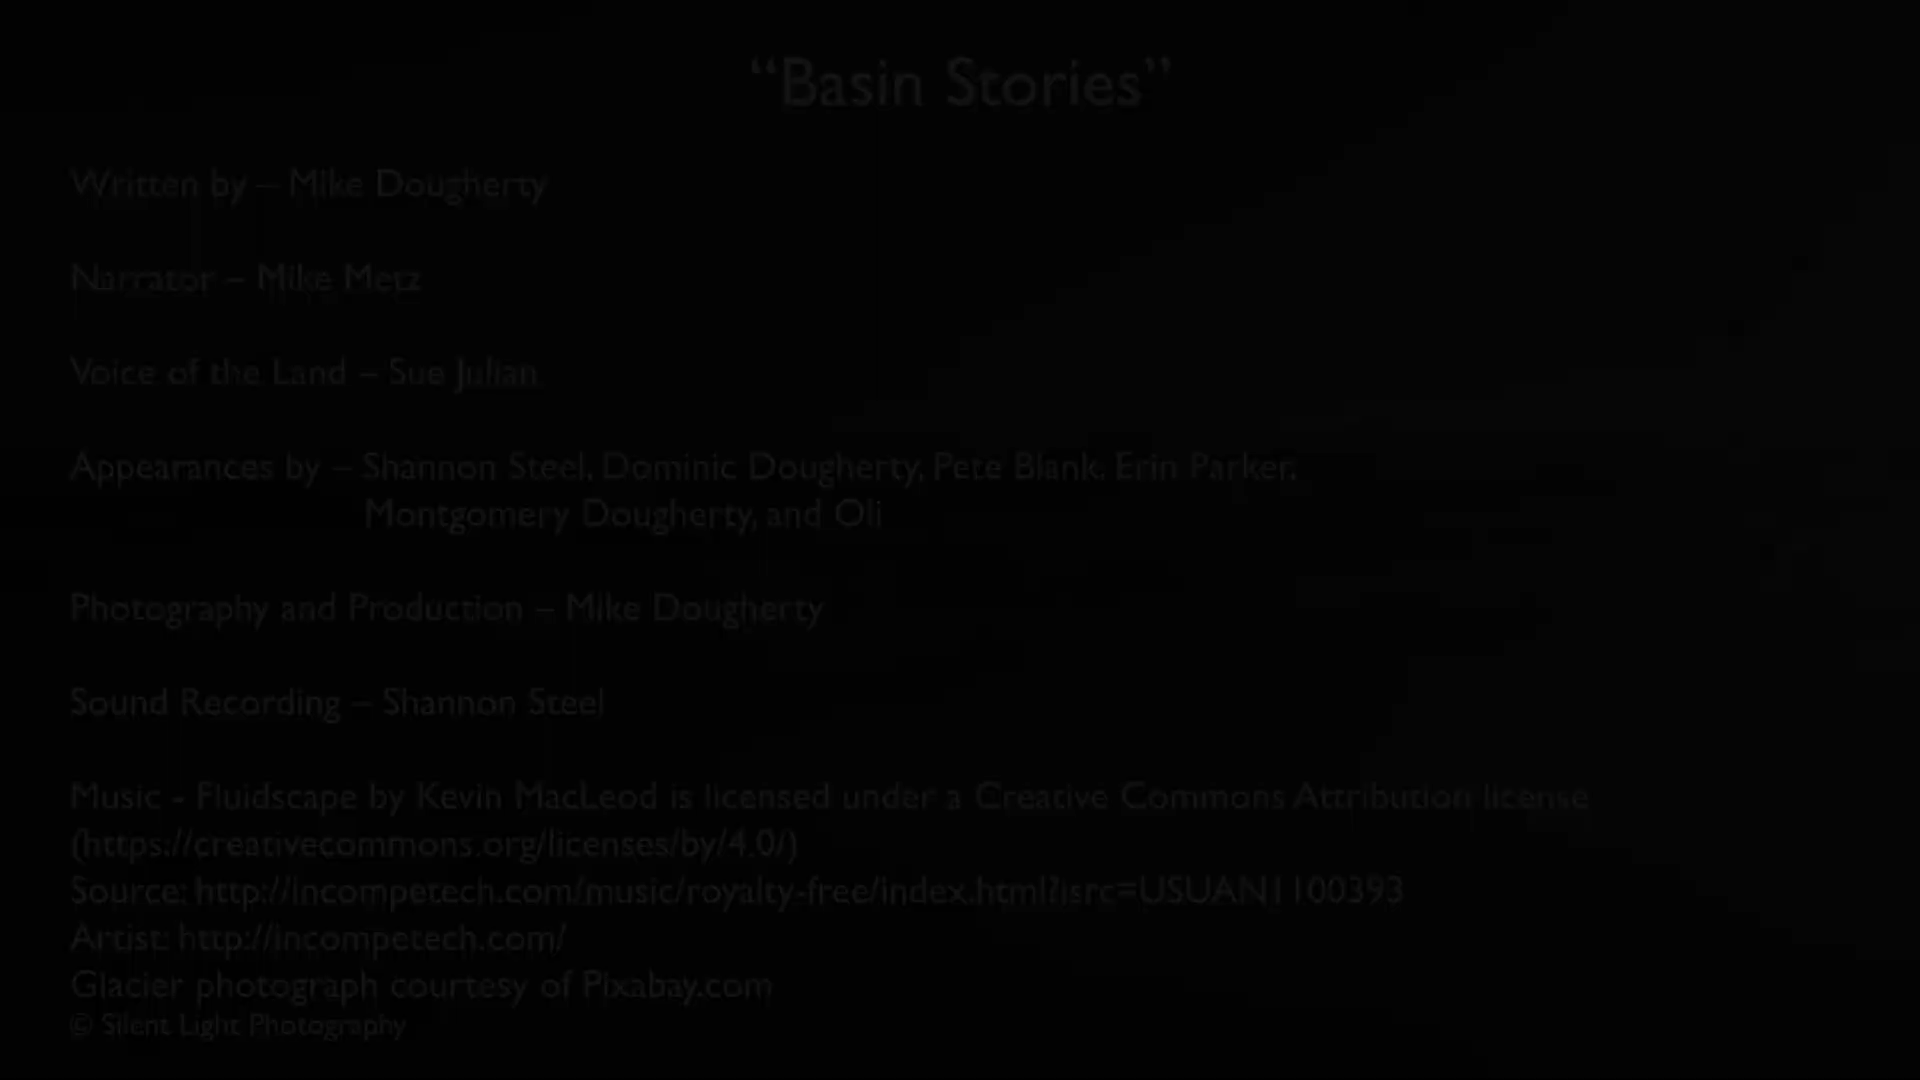 “Basin Stories”
Written by – Mike Dougherty
Narrator – Mike Metz
Voice of the Land – Sue Julian
Appearances by – Shannon Steel, Dominic Dougherty, Pete Blank, Erin Parker,
Montgomery Dougherty, and Oli
Photography and Production – Mike Dougherty
Sound Recording – Shannon Steel
Music - Fluidscape by Kevin MacLeod is licensed under a Creative Commons Attribution license
(https://creativecommons.org/licenses/by/4.0/)
Source: http://incompetech.com/music/royalty-free/index.html?isrc=USUAN1100393
Artist: http://incompetech.com/
Glacier photograph courtesy of Pixabay.com
© Silent Light Photography